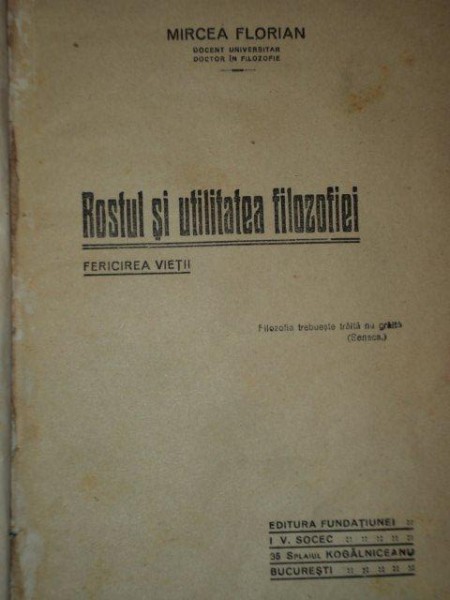 MIRCEA FLORIAN
DOCENT UNIVERSITAR
DOCTOR ÎN FILOZOFIE
Rostul și utilitatea filozofiei
FERICIREA VIEȚII
Filozofia trebuește trăită nu grăită
(Seneca.)
EDITURA FUNDAȚIUNEI
I V. SOCEC
35 SPLAIUL KOGĂLNICEANU
BUCUREȘTI